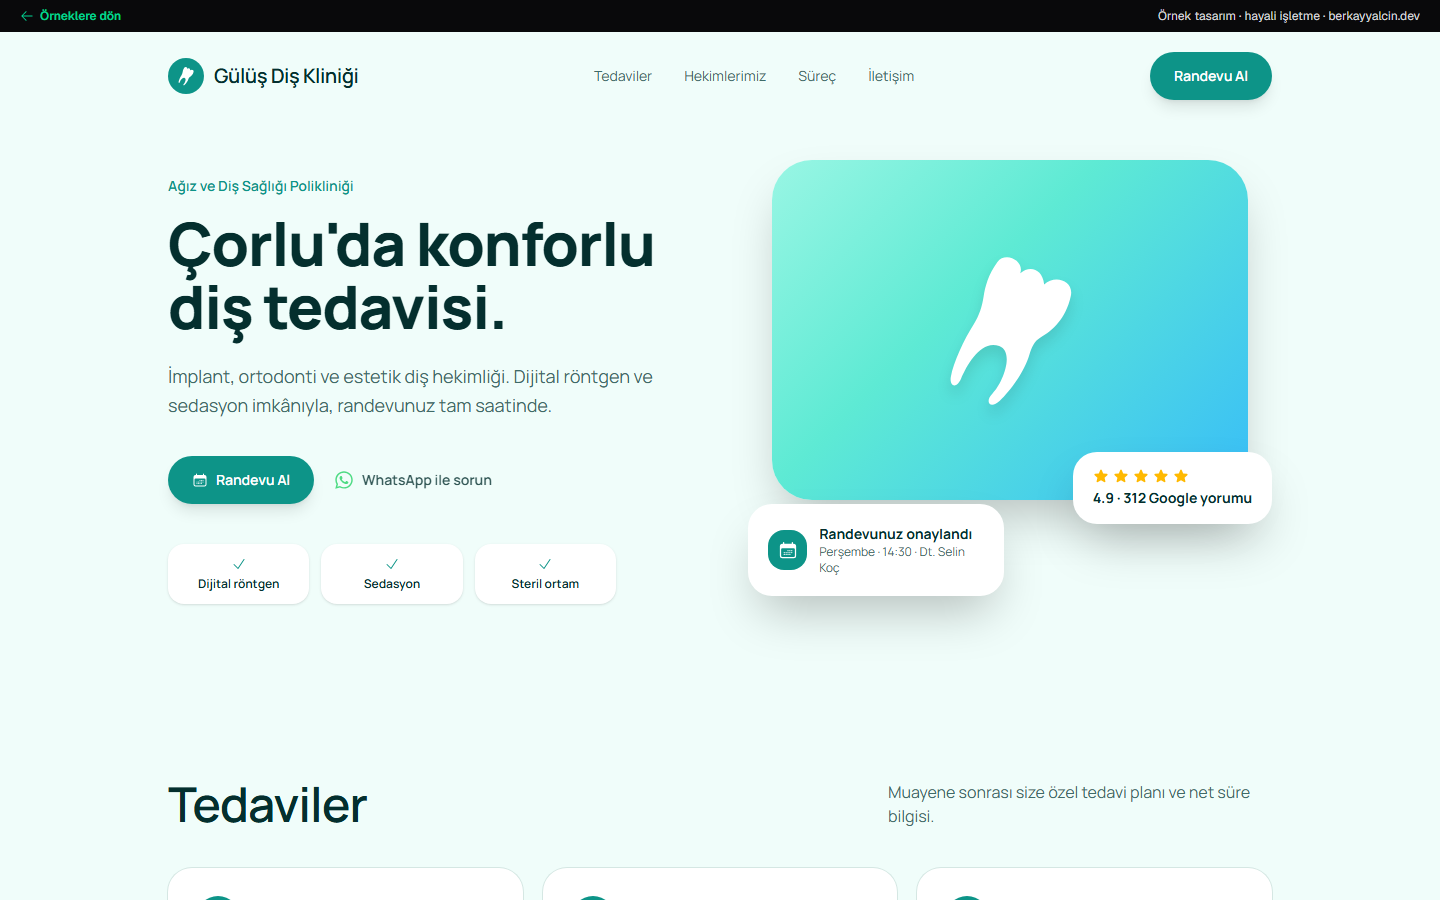 Örneklere dön
Örnek tasarım · hayali işletme · berkayyalcin.dev
Gülüş Diş Kliniği
Tedaviler
Hekimlerimiz
Süreç
İletişim
Randevu Al
Ağız ve Diş Sağlığı Polikliniği
Çorlu'da konforlu
diş tedavisi.
İmplant, ortodonti ve estetik diş hekimliği. Dijital röntgen ve
sedasyon imkânıyla, randevunuz tam saatinde.
Randevu Al
WhatsApp ile sorun
Dijital röntgen
Sedasyon
Steril ortam
4.9 · 312 Google yorumu
Randevunuz onaylandı
Perşembe · 14:30 · Dt. Selin
Koç
Tedaviler
Muayene sonrası size özel tedavi planı ve net süre
bilgisi.